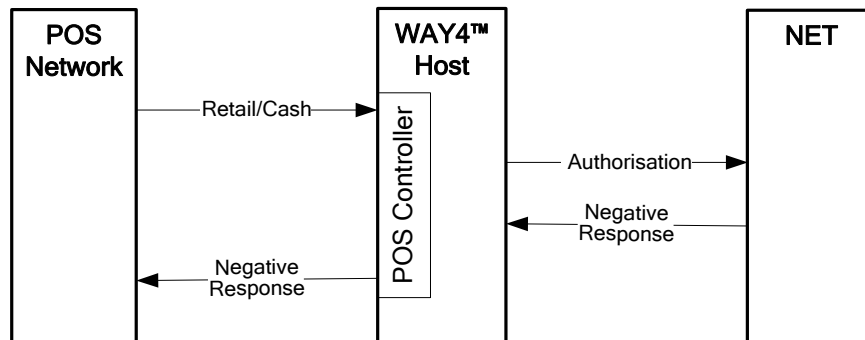 POS
Network
WAY4™
Host
NET
Retail/Cash
POS Controller
Authorisation
Negative
Response
Negative
Response